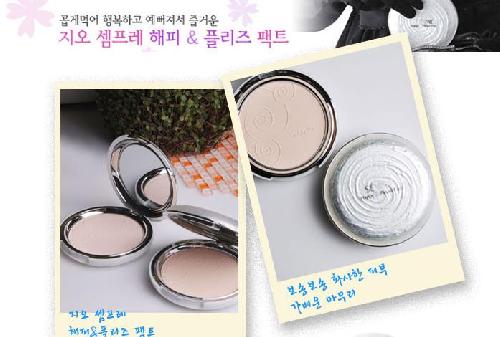 곱게먹어 행복하고 예뻐져서 즐거운
지오 셈프레 해피 & 플리즈 팩트
보송보송 화사한 피부
가벼운 마무리
지오 셈프레
해피&플리즈 팩트